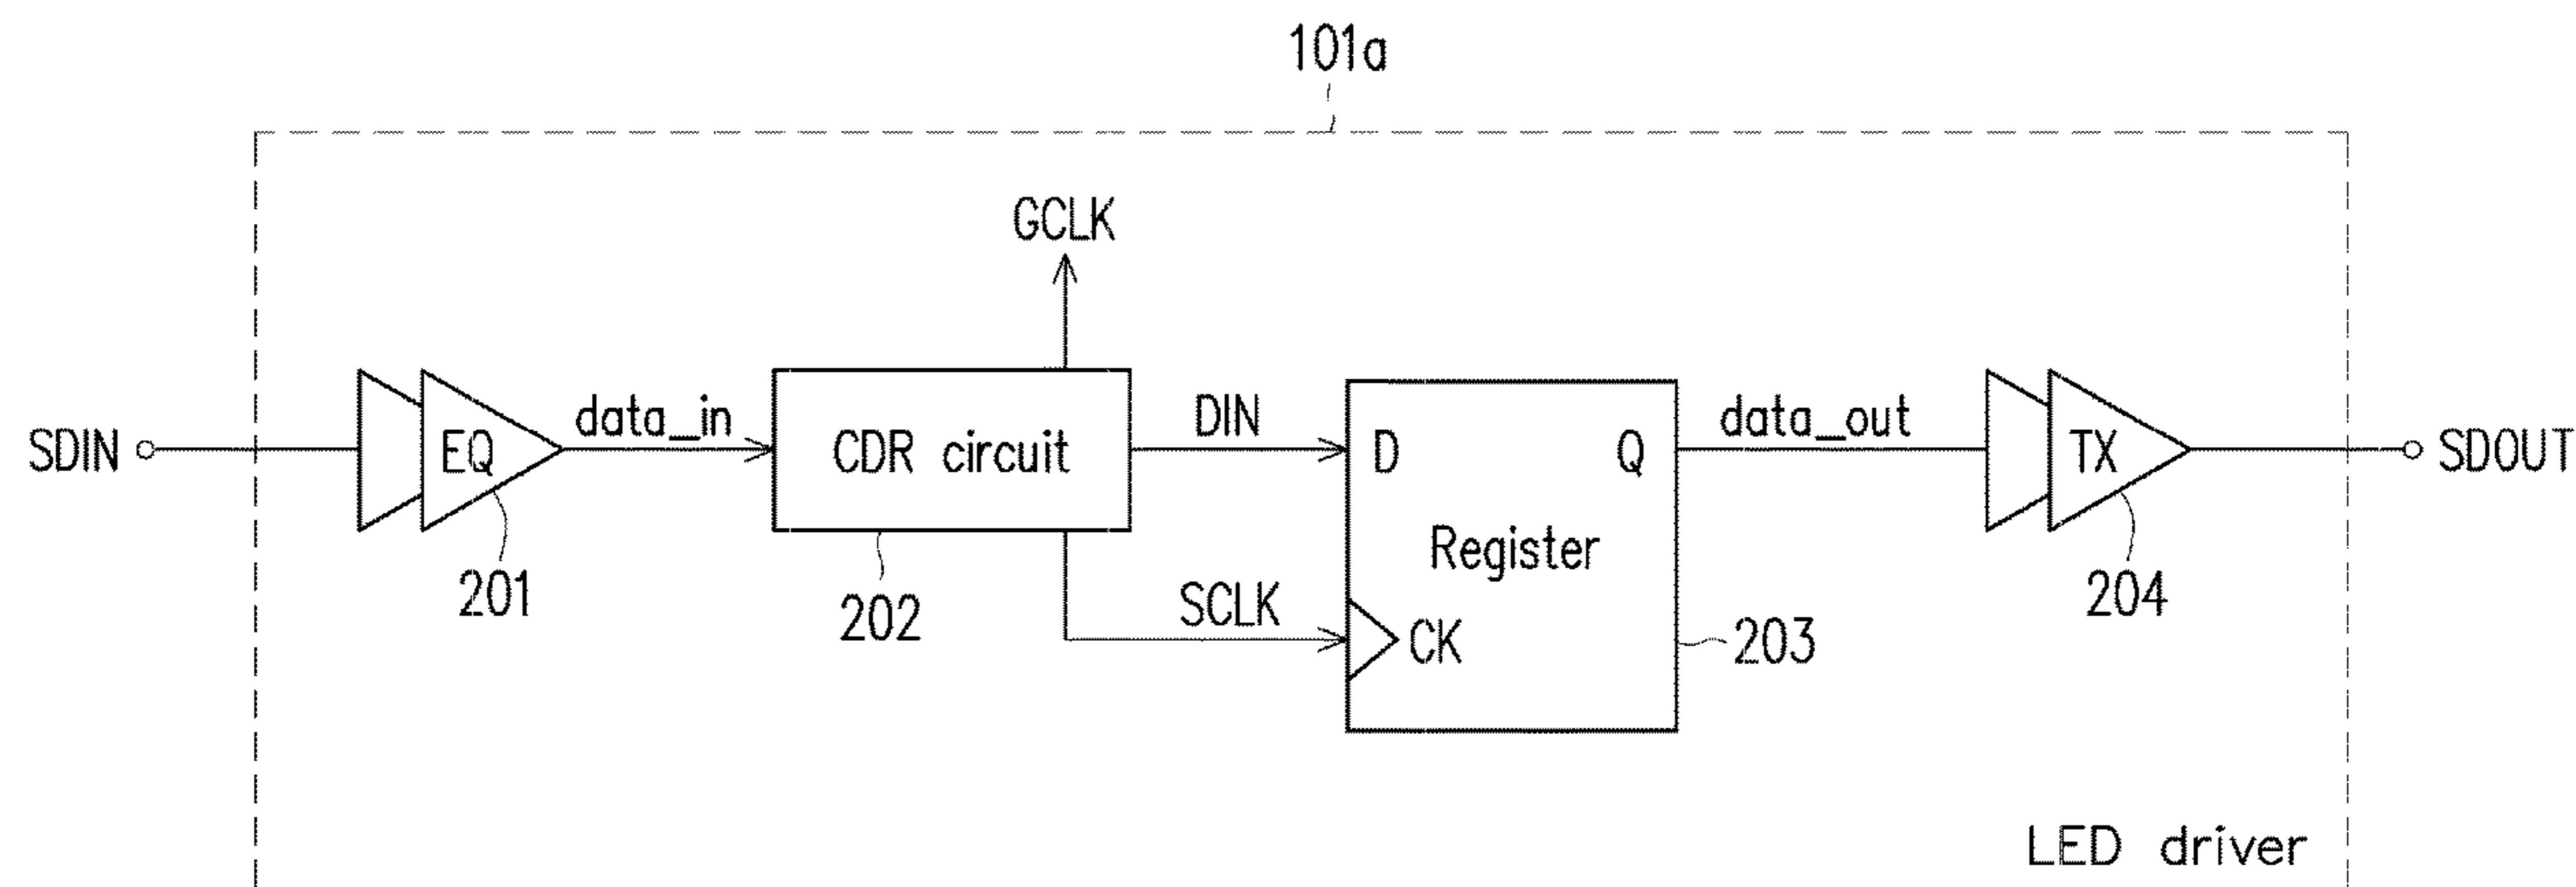 101a
GCLK
SDIN
EQ
data_in
CDR circuit
DIN
D
Q
data_out
TX
SDOUT
Register
201
202
SCLK
CK
203
204
LED driver